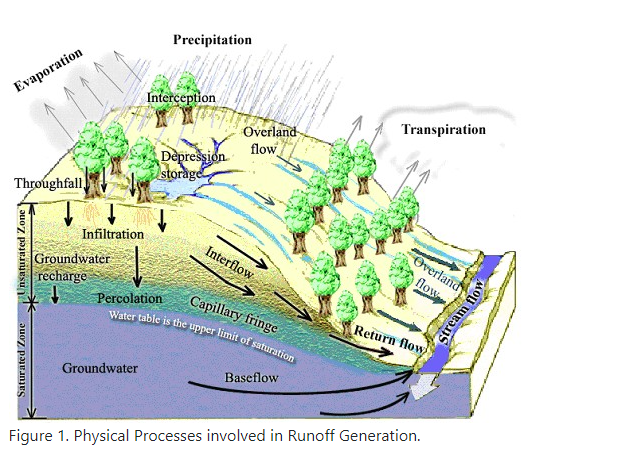 Precipitation
Evaporation
Interception
Overland
flow
Transpiration
Depression
storage
Throughfall
Unsaturated Zone
Infiltration
Groundwater
recharge
Interflow
Overland
flow
Percolation
Capillary fringe
Water table is the upper limit of saturation
Return flow
Stream flow
Saturated Zone
Groundwater
Baseflow
Figure 1. Physical Processes involved in Runoff Generation.